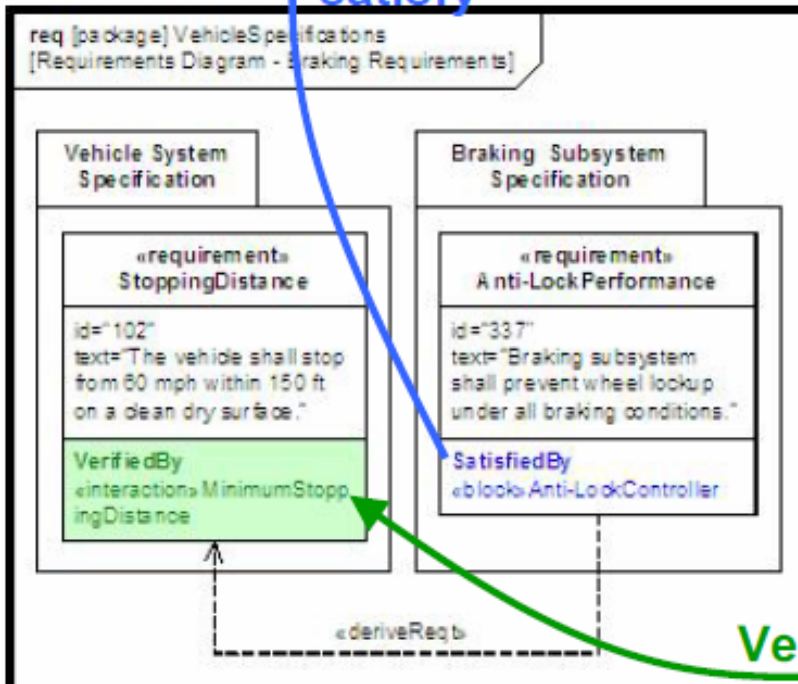 satisfy
req [package] VehicleSpecifications
[Requirements Diagram - Braking Requirements]
Vehicle System
Specification
Braking Subsystem
Specification
«requirement»
StoppingDistance
id="102"
text="The vehicle shall stop
from 60 mph within 150 ft
on a clean dry surface."
VerifiedBy
«interaction»MinimumStopp
ingDistance
«requirement»
Anti-LockPerformance
id="337"
text="Braking subsystem
shall prevent wheel lockup
under all braking conditions."
SatisfiedBy
«block»Anti-LockController
«deriveReqt»
Ve